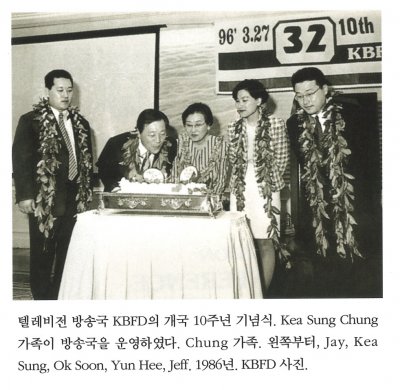 96' 3.27 32 10th
KBFD
텔레비전 방송국 KBFD의 개국 10주년 기념식. Kea Sung Chung
가족이 방송국을 운영하였다. Chung 가족. 왼쪽부터, Jay, Kea
Sung, Ok Soon, Yun Hee, Jeff. 1986년. KBFD 사진.